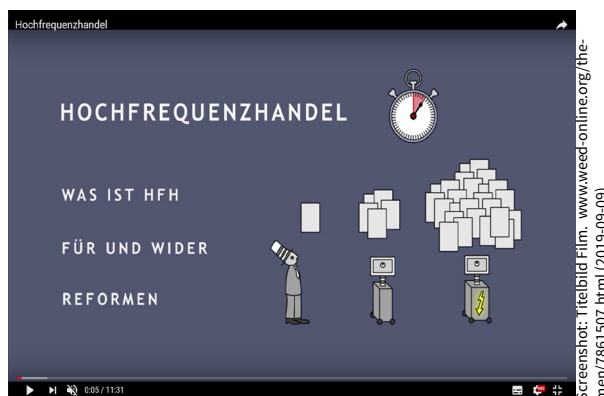 Hochfrequenzhandel
HOCHFREQUENZHANDEL
WAS IST HFH
FÜR UND WIDER
REFORMEN
0:05 / 11:31
Screenshot: Titelbild Film. www.weed-online.org/the-
men/7861507.html (2019-09-09)